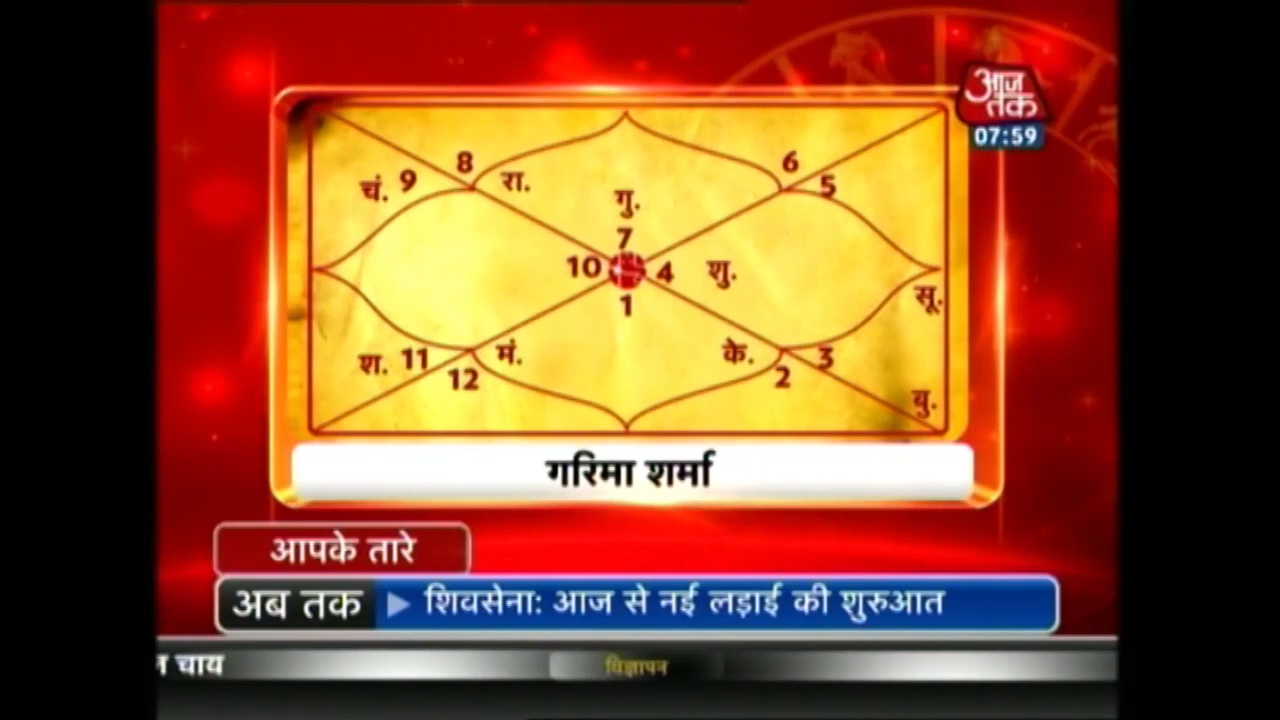 आज
तक
07:59
8
6
चं. 9
रा.
5
गु.
7
10
4
शु.
1
सू.
श. 11
मं.
के.
3
12
2
बु.
गरिमा शर्मा
आपके तारे
अब तक
शिवसेना: आज से नई लड़ाई की शुरुआत
चाय
विज्ञापन